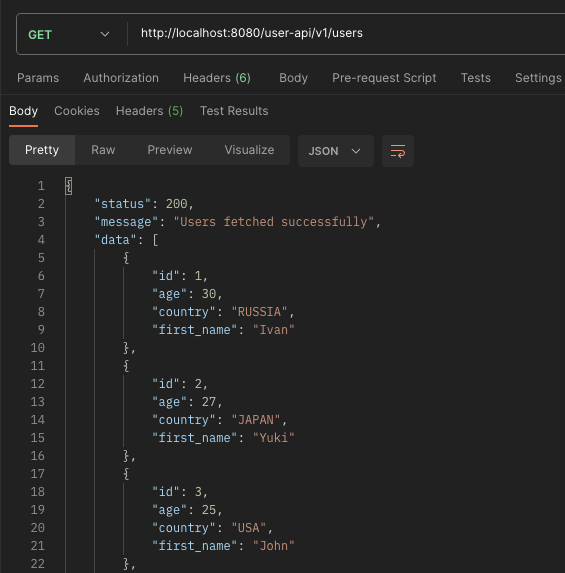 GET http://localhost:8080/user-api/v1/users
Params Authorization Headers (6) Body Pre-request Script Tests Settings
Body Cookies Headers (5) Test Results
Pretty Raw Preview Visualize JSON
1 {
2 "status": 200,
3 "message": "Users fetched successfully",
4 "data": [
5 {
6 "id": 1,
7 "age": 30,
8 "country": "RUSSIA",
9 "first_name": "Ivan"
10 },
11 {
12 "id": 2,
13 "age": 27,
14 "country": "JAPAN",
15 "first_name": "Yuki"
16 },
17 {
18 "id": 3,
19 "age": 25,
20 "country": "USA",
21 "first_name": "John"
22 },